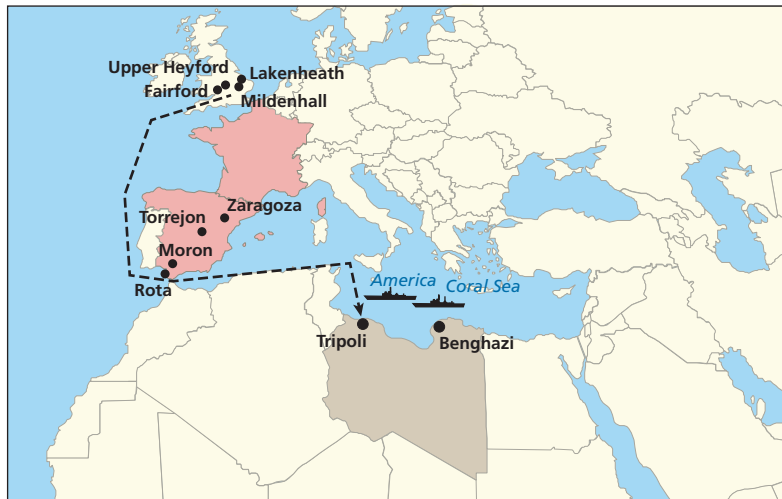 Upper Heyford
Lakenheath
Fairford
Mildenhall
Zaragoza
Torrejon
Moron
Rota
America
Coral Sea
Tripoli
Benghazi